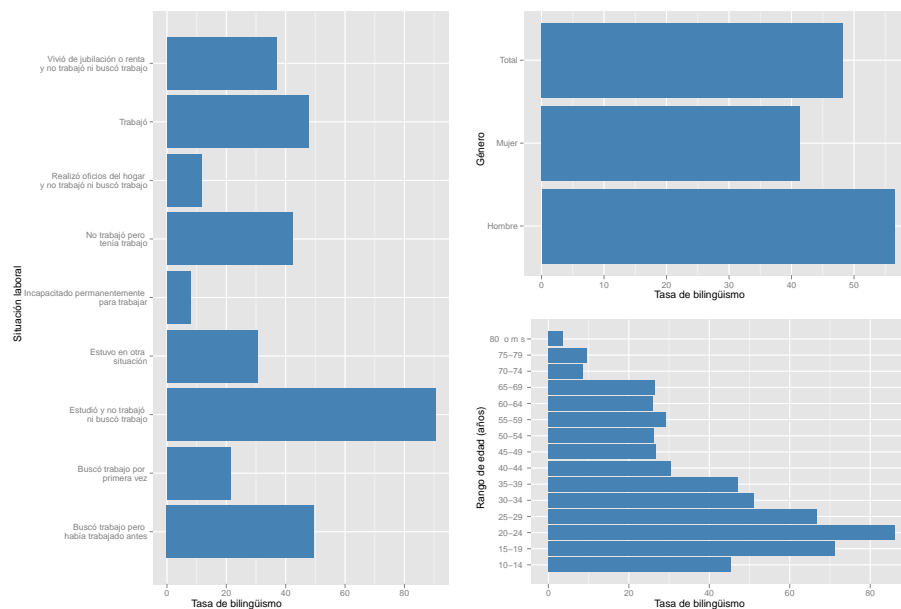 Situación laboral
Vivió de jubilación o renta
y no trabajó ni buscó trabajo
Trabajó
Realizó oficios del hogar
y no trabajó ni buscó trabajo
No trabajó pero
tenía trabajo
Incapacitado permanentemente
para trabajar
Estuvo en otra
situación
Estudió y no trabajó
ni buscó trabajo
Buscó trabajo por
primera vez
Buscó trabajo pero
había trabajado antes
0 20 40 60 80
Tasa de bilingüismo
Género
Total
Mujer
Hombre
0 10 20 30 40 50
Tasa de bilingüismo
Rango de edad (años)
80 o m s
75–79
70–74
65–69
60–64
55–59
50–54
45–49
40–44
35–39
30–34
25–29
20–24
15–19
10–14
0 20 40 60 80
Tasa de bilingüismo